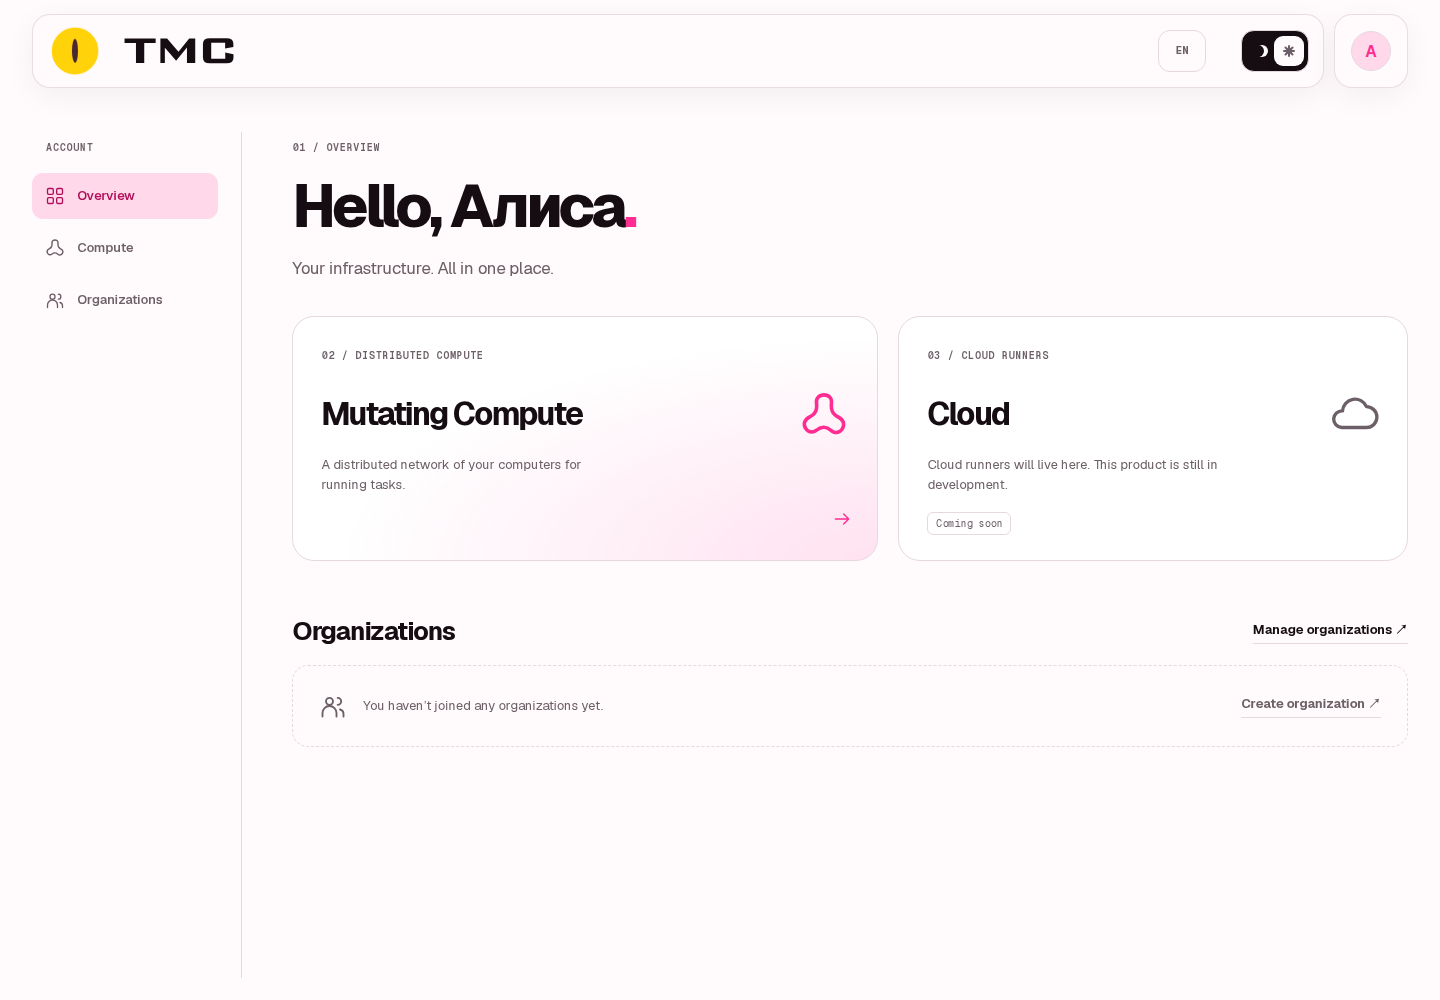 TMC
EN
A
ACCOUNT
Overview
Compute
Organizations
01 / OVERVIEW
Hello, Алиса.
Your infrastructure. All in one place.
02 / DISTRIBUTED COMPUTE
Mutating Compute
A distributed network of your computers for
running tasks.
03 / CLOUD RUNNERS
Cloud
Cloud runners will live here. This product is still in
development.
Coming soon
Organizations
Manage organizations ↗
You haven't joined any organizations yet.
Create organization ↗